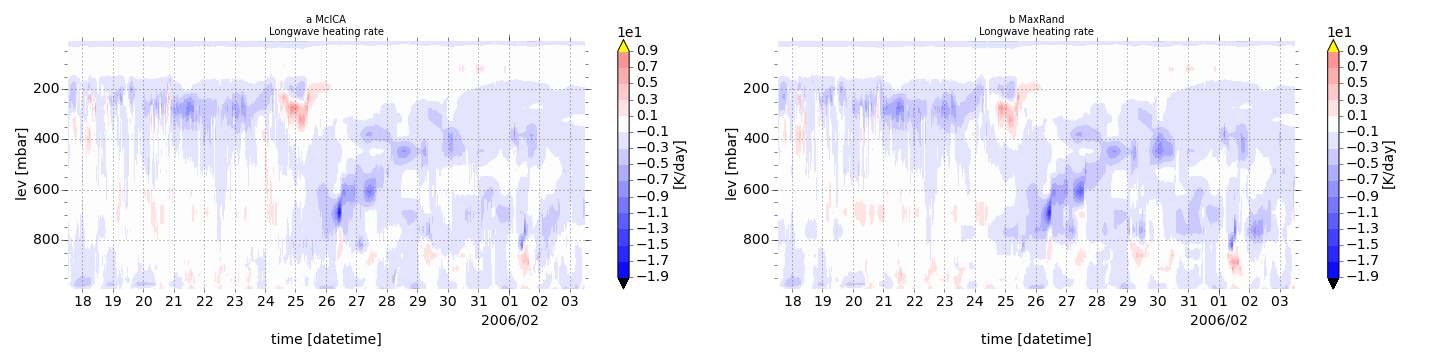 a McICA
Longwave heating rate
1e1
0.9
0.7
0.5
0.3
0.1
−0.1
−0.3
−0.5
−0.7
−0.9
−1.1
−1.3
−1.5
−1.7
−1.9
[K/day]
lev [mbar]
200
400
600
800
18 19 20 21 22 23 24 25 26 27 28 29 30 31 01 02 03
2006/02
time [datetime]
b MaxRand
Longwave heating rate
1e1
0.9
0.7
0.5
0.3
0.1
−0.1
−0.3
−0.5
−0.7
−0.9
−1.1
−1.3
−1.5
−1.7
−1.9
[K/day]
lev [mbar]
200
400
600
800
18 19 20 21 22 23 24 25 26 27 28 29 30 31 01 02 03
2006/02
time [datetime]